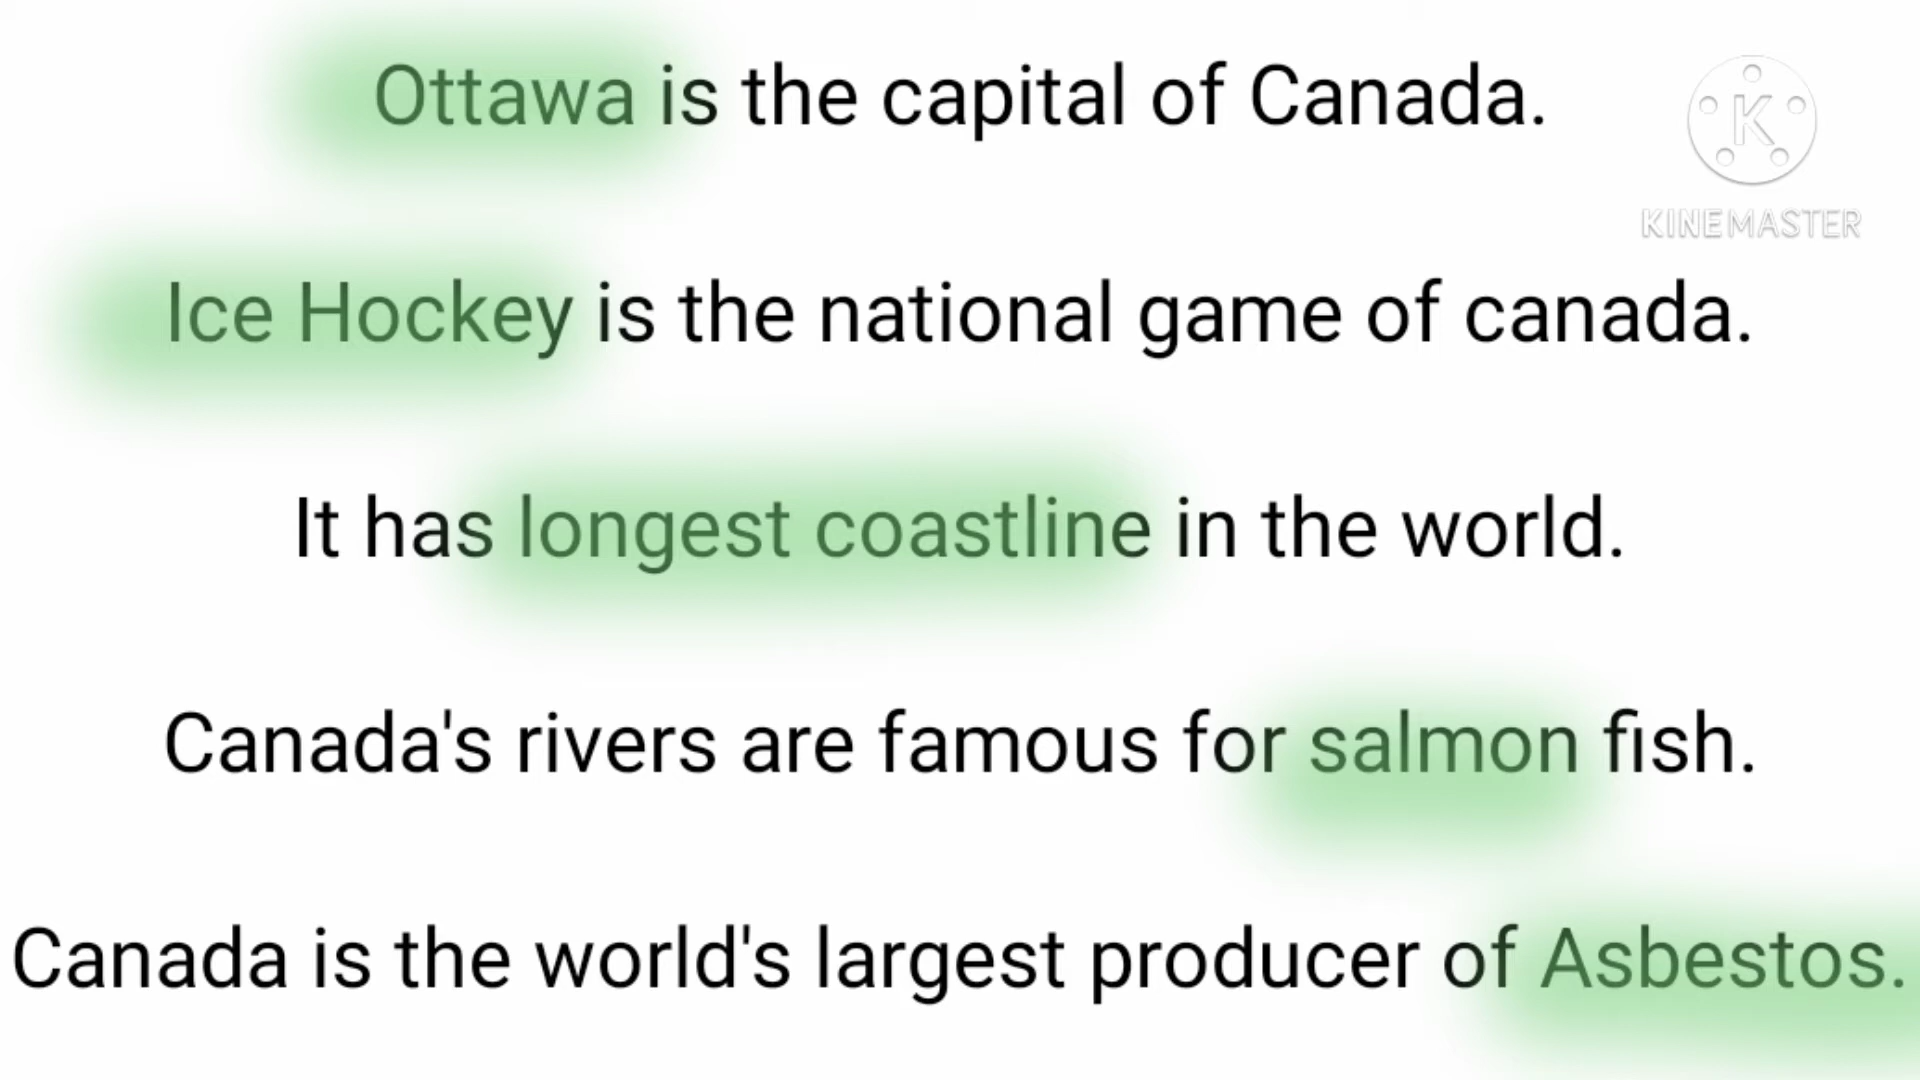 Ottawa is the capital of Canada.
K
KINEMASTER
Ice Hockey is the national game of canada.
It has longest coastline in the world.
Canada's rivers are famous for salmon fish.
Canada is the world's largest producer of Asbestos.